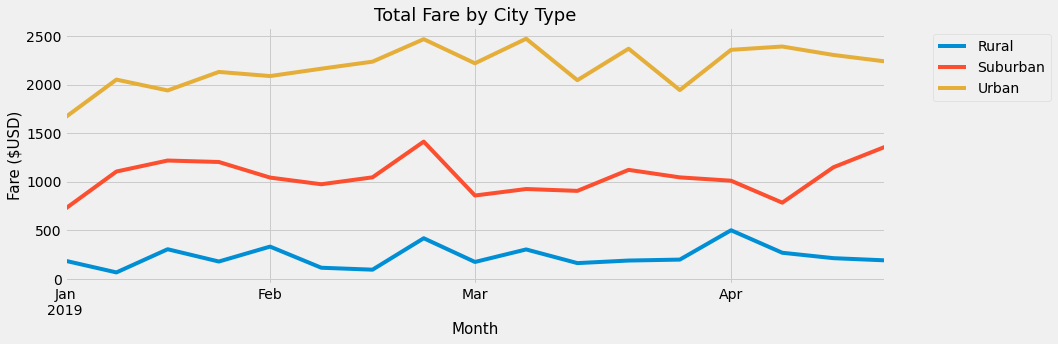 Total Fare by City Type
Fare ($USD)
2500
2000
1500
1000
500
0
Jan
2019
Feb
Mar
Apr
Month
Rural
Suburban
Urban